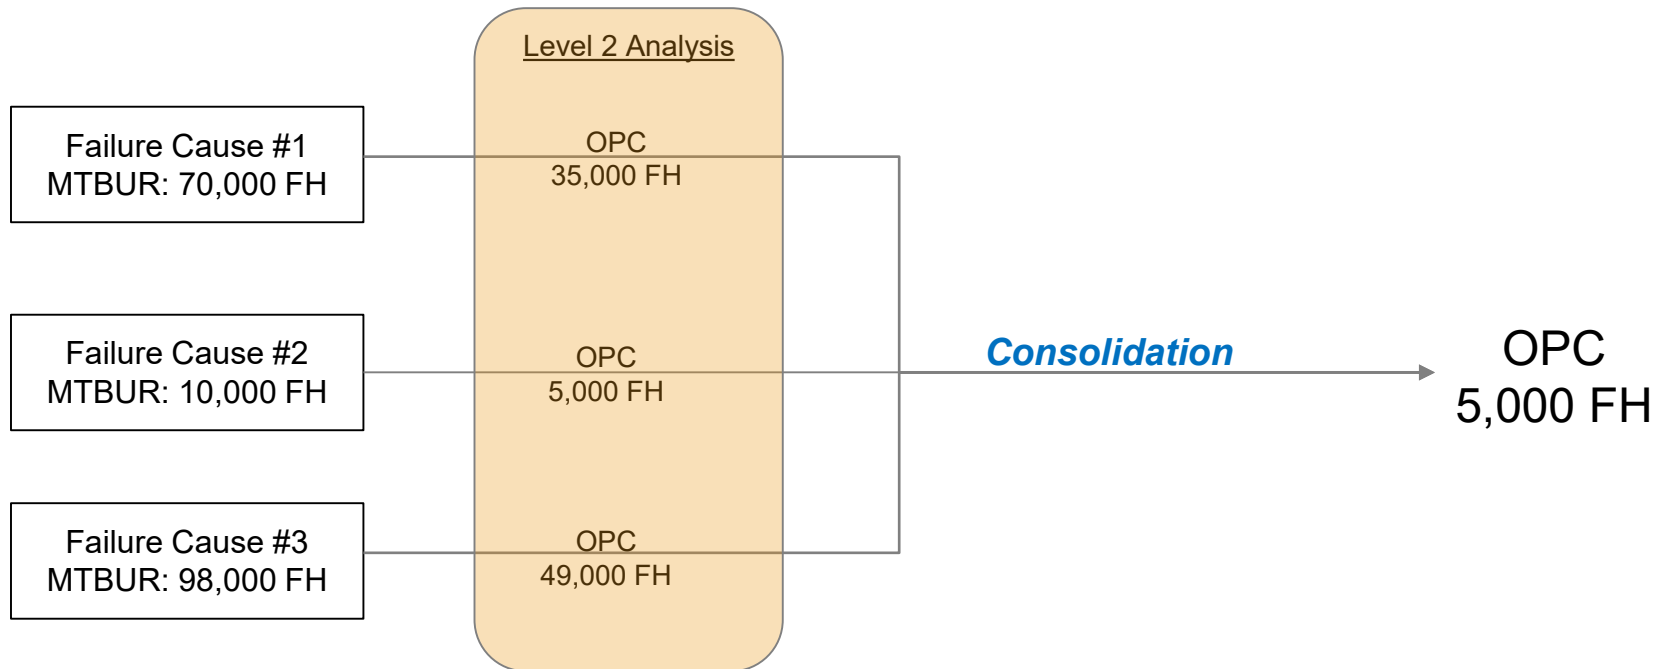 Level 2 Analysis
Failure Cause #1
MTBUR: 70,000 FH
OPC
35,000 FH
Failure Cause #2
MTBUR: 10,000 FH
OPC
5,000 FH
Consolidation
OPC
5,000 FH
Failure Cause #3
MTBUR: 98,000 FH
OPC
49,000 FH